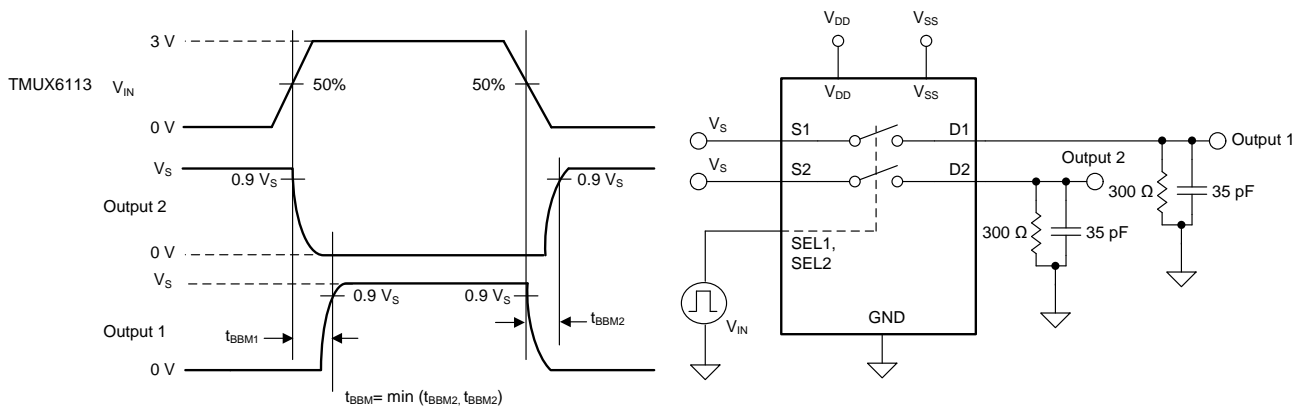 3 V
TMUX6113 VIN
50%
50%
0 V
VS
0.9 VS
0.9 VS
Output 2
0 V
VS
0.9 VS
0.9 VS
Output 1
tBBM1
tBBM2
0 V
tBBM= min (tBBM2, tBBM2)
VDD
VSS
VDD
VSS
VS
S1
D1
Output 1
VS
S2
D2
Output 2
300 Ω
35 pF
300 Ω
35 pF
SEL1,
SEL2
VIN
GND